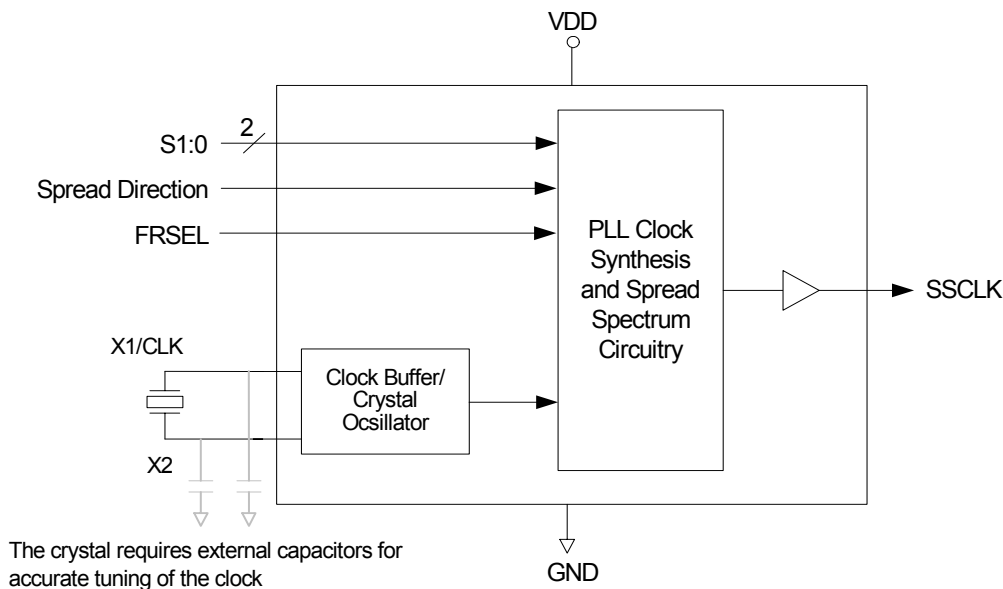 VDD
2
S1:0
Spread Direction
FRSEL
PLL Clock
Synthesis
and Spread
Spectrum
Circuitry
SSCLK
X1/CLK
Clock Buffer/
Crystal
Ocsillator
X2
The crystal requires external capacitors for
accurate tuning of the clock
GND